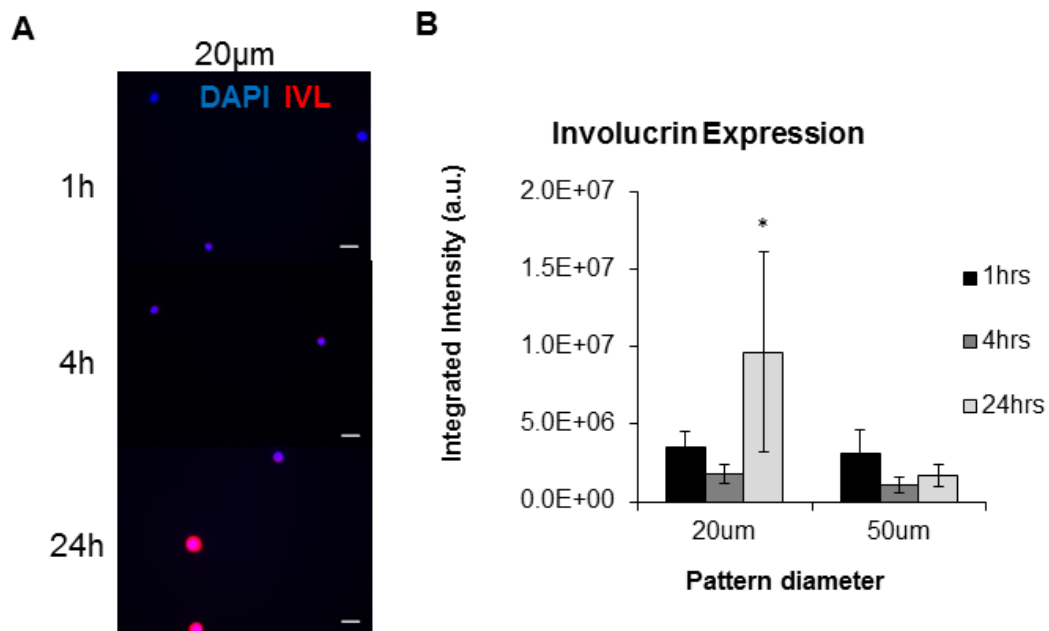 A
20µm
DAPI IVL
1h
4h
24h
B
Involucrin Expression
Integrated Intensity (a.u.)
2.0E+07
1.5E+07
1.0E+07
5.0E+06
0.0E+00
*
20um
50um
Pattern diameter
1hrs
4hrs
24hrs